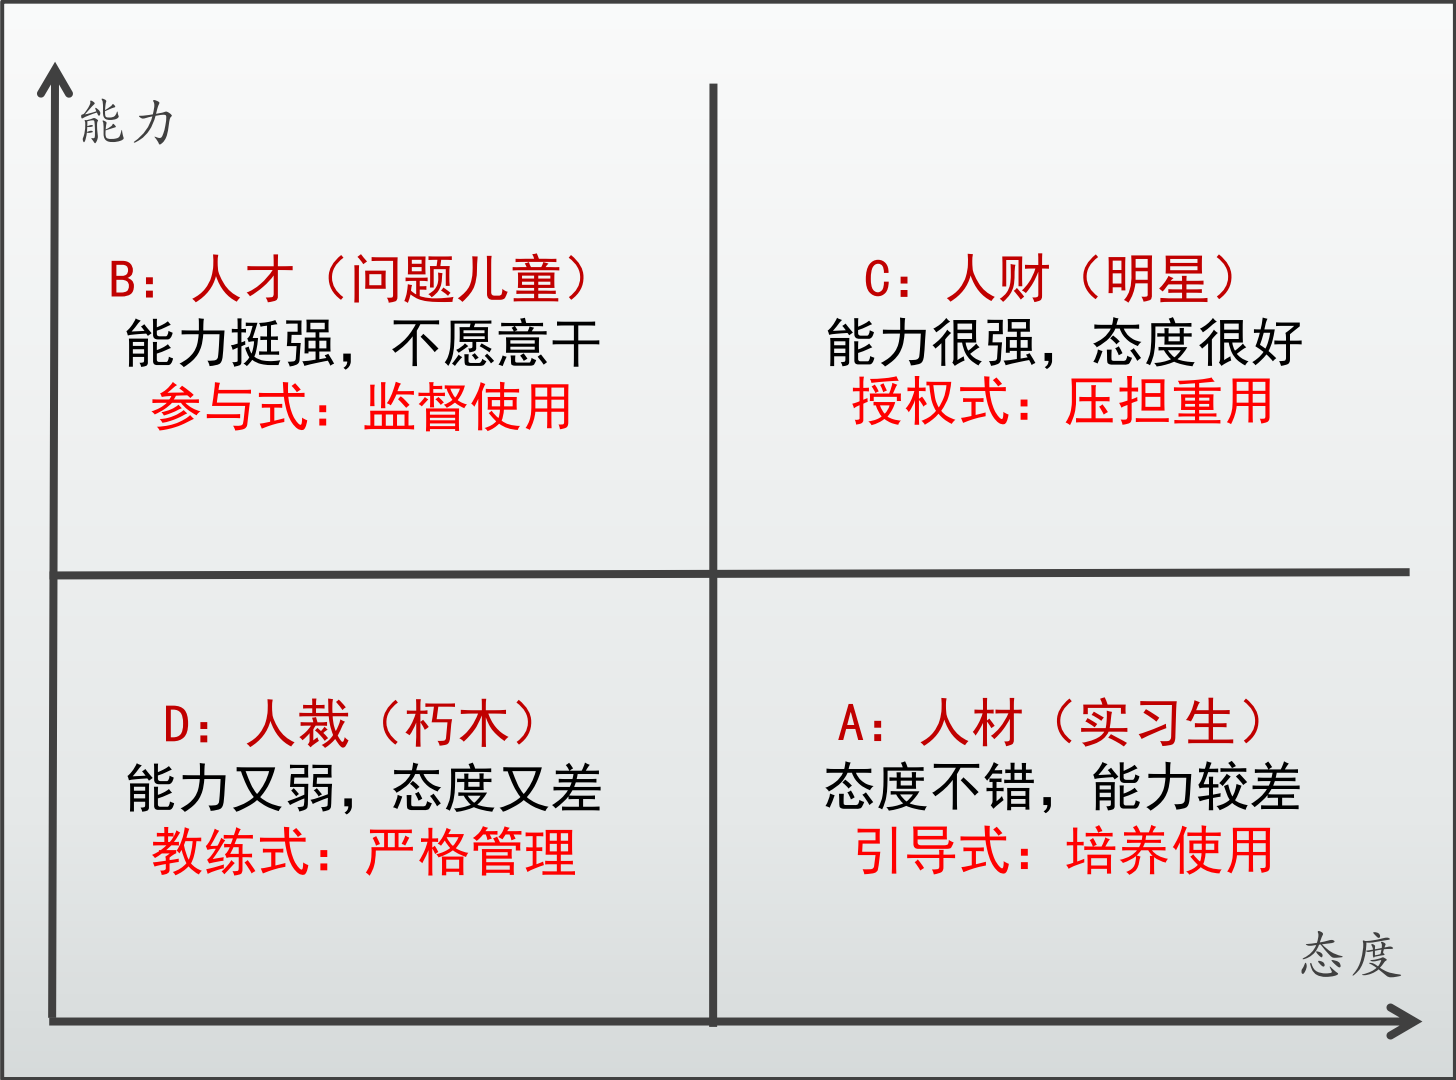 能力
B：人才（问题儿童）
能力挺强，不愿意干
参与式：监督使用
C：人财（明星）
能力很强，态度很好
授权式：压担重用
D：人裁（朽木）
能力又弱，态度又差
教练式：严格管理
A：人材（实习生）
态度不错，能力较差
引导式：培养使用
态度